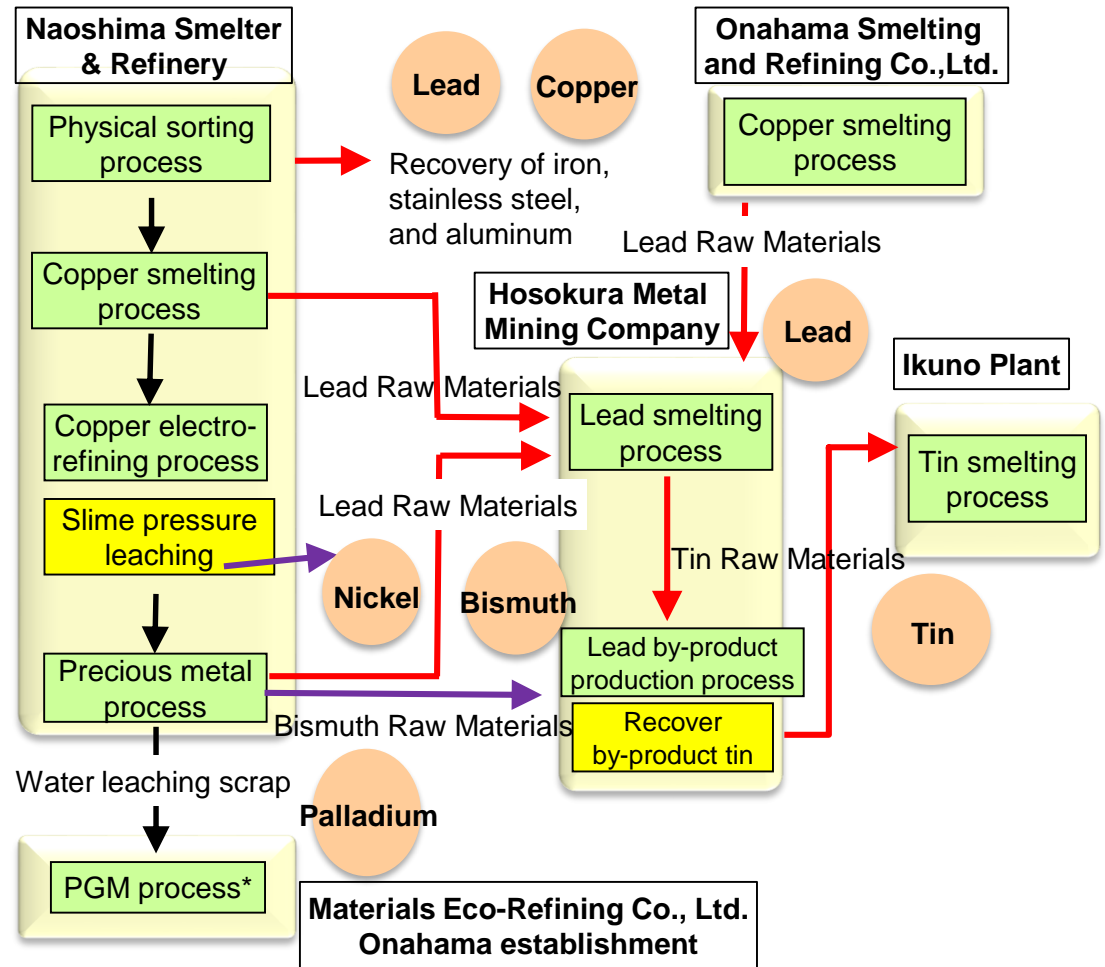 Naoshima Smelter
& Refinery
Physical sorting
process
Copper smelting
process
Copper electro-
refining process
Slime pressure
leaching
Precious metal
process
Water leaching scrap
PGM process*
Materials Eco-Refining Co., Ltd.
Onahama establishment
Lead
Copper
Recovery of iron,
stainless steel,
and aluminum
Onahama Smelting
and Refining Co.,Ltd.
Copper smelting
process
Lead Raw Materials
Hosokura Metal
Mining Company
Lead
Lead Raw Materials
Lead smelting
process
Lead Raw Materials
Nickel
Bismuth
Tin Raw Materials
Lead by-product
production process
Recover
by-product tin
Bismuth Raw Materials
Palladium
Ikuno Plant
Tin smelting
process
Tin